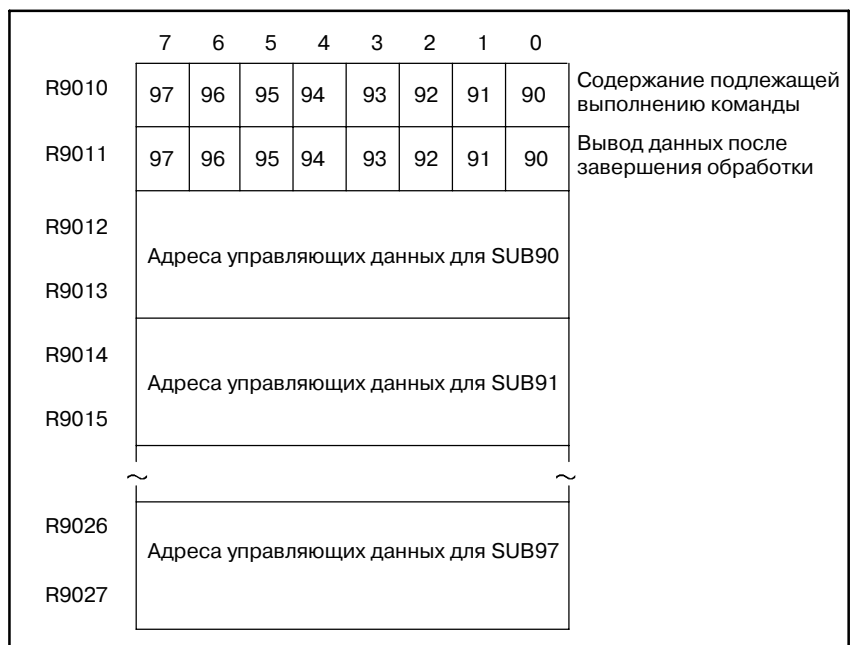 7 6 5 4 3 2 1 0
R9010 97 96 95 94 93 92 91 90 Содержание подлежащей
выполнению команды
R9011 97 96 95 94 93 92 91 90 Вывод данных после
завершения обработки
R9012
Адреса управляющих данных для SUB90
R9013
R9014
Адреса управляющих данных для SUB91
R9015
~ ~
R9026
Адреса управляющих данных для SUB97
R9027